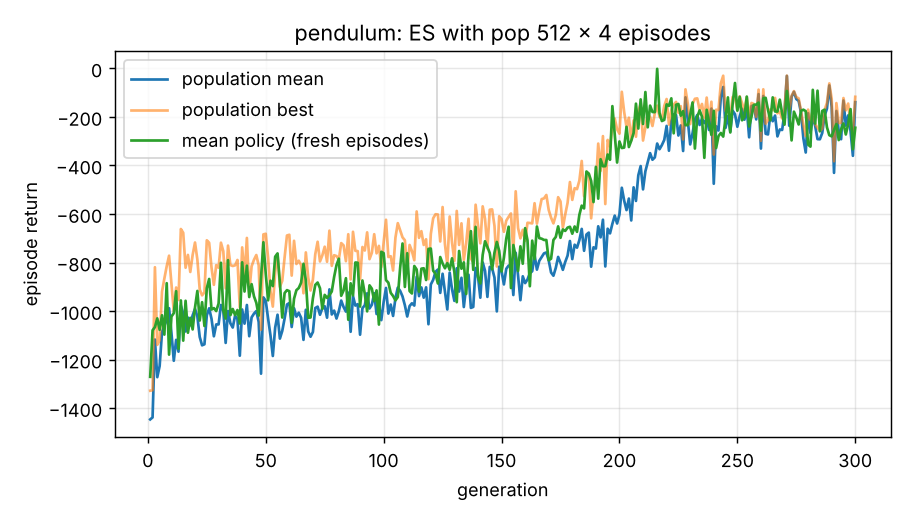 pendulum: ES with pop 512 × 4 episodes
population mean
population best
mean policy (fresh episodes)
episode return
0
−200
−400
−600
−800
−1000
−1200
−1400
0 50 100 150 200 250 300
generation